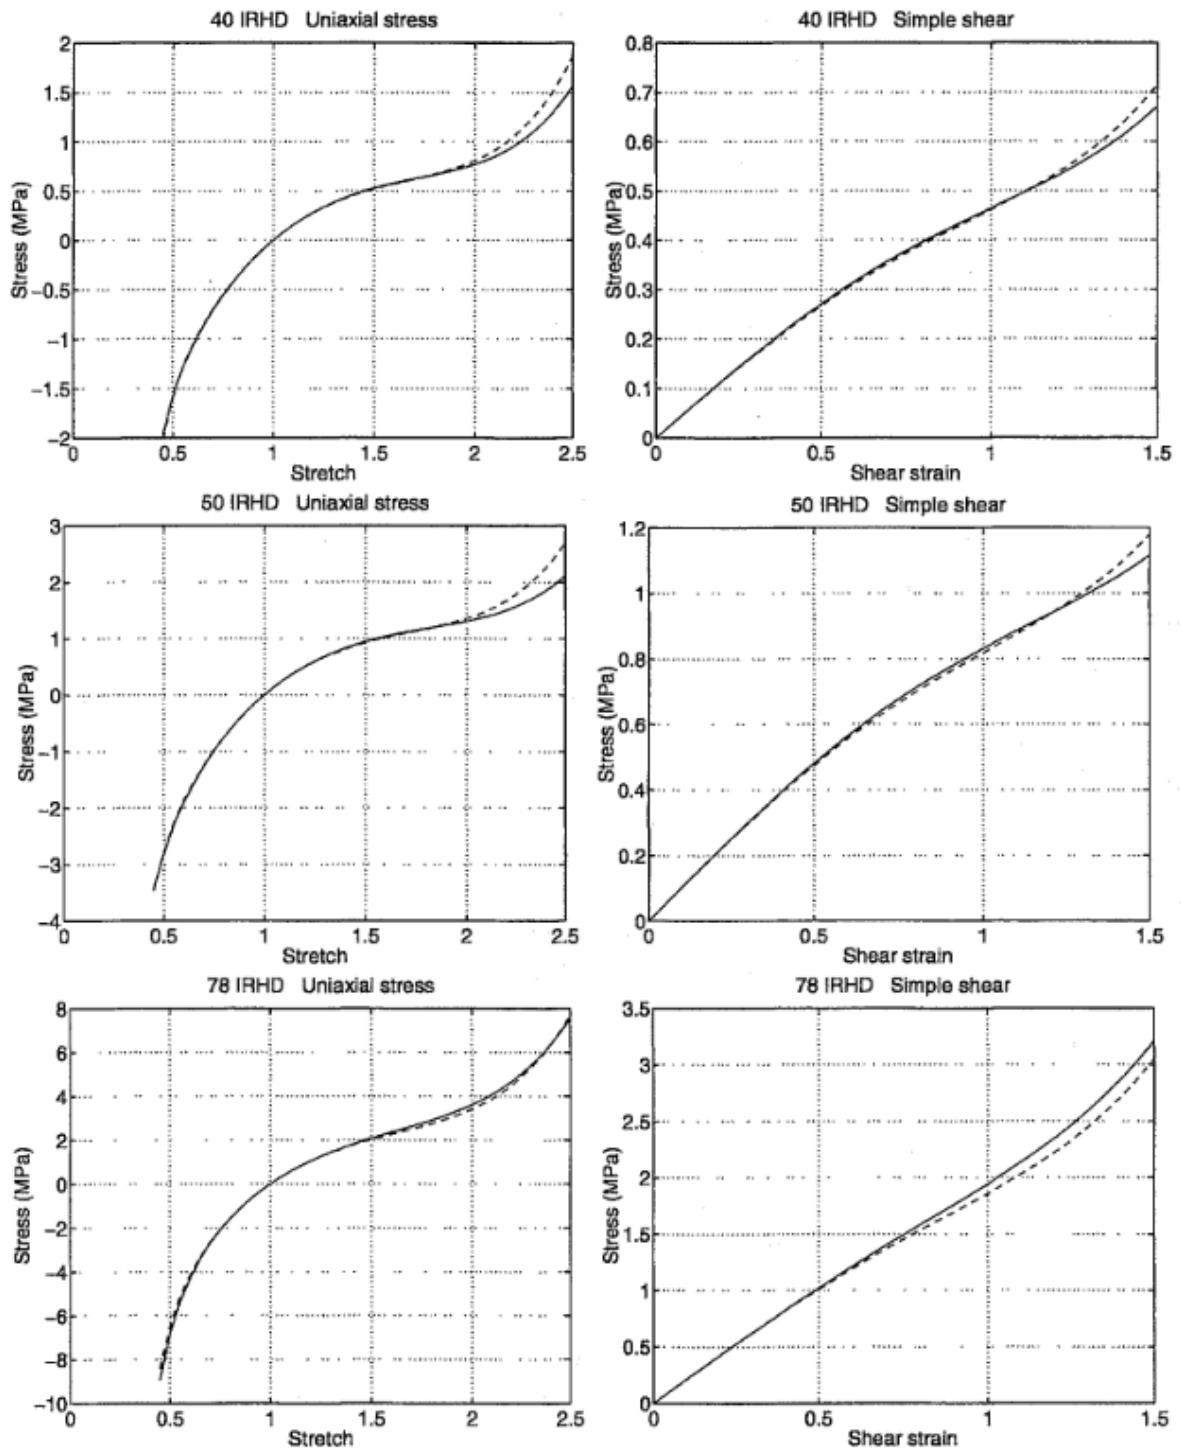 40 IRHD Uniaxial stress
2
1.5
1
0.5
0
−0.5
−1
−1.5
−2
Stress (MPa)
0 0.5 1 1.5 2 2.5
Stretch
40 IRHD Simple shear
0.8
0.7
0.6
0.5
0.4
0.3
0.2
0.1
0
Stress (MPa)
0 0.5 1 1.5
Shear strain
50 IRHD Uniaxial stress
3
2
1
0
−1
−2
−3
−4
Stress (MPa)
0 0.5 1 1.5 2 2.5
Stretch
50 IRHD Simple shear
1.2
1
0.8
0.6
0.4
0.2
0
Stress (MPa)
0 0.5 1 1.5
Shear strain
78 IRHD Uniaxial stress
8
6
4
2
0
−2
−4
−6
−8
−10
Stress (MPa)
0 0.5 1 1.5 2 2.5
Stretch
78 IRHD Simple shear
3.5
3
2.5
2
1.5
1
0.5
0
Stress (MPa)
0 0.5 1 1.5
Shear strain